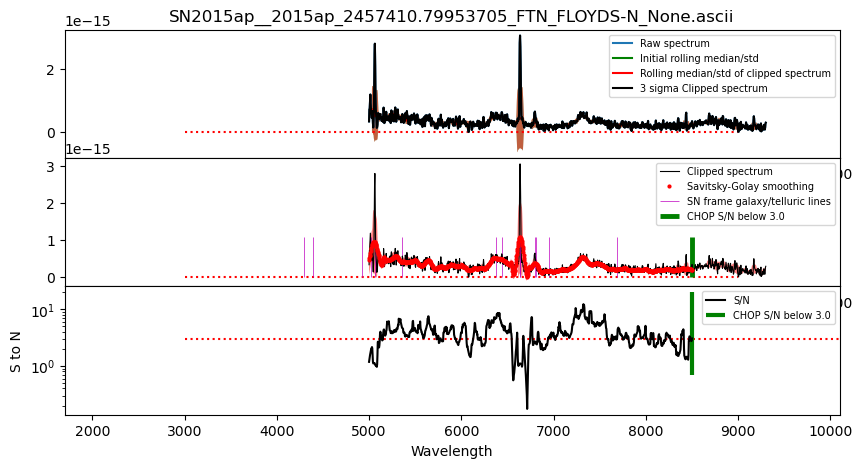 SN2015ap__2015ap_2457410.79953705_FTN_FLOYDS-N_None.ascii
1e−15
2
0
Raw spectrum
Initial rolling median/std
Rolling median/std of clipped spectrum
3 sigma Clipped spectrum
1e−15
3
2
1
0
Clipped spectrum
Savitsky-Golay smoothing
SN frame galaxy/telluric lines
CHOP S/N below 3.0
S to N
10¹
10⁰
S/N
CHOP S/N below 3.0
2000 3000 4000 5000 6000 7000 8000 9000 10000
Wavelength